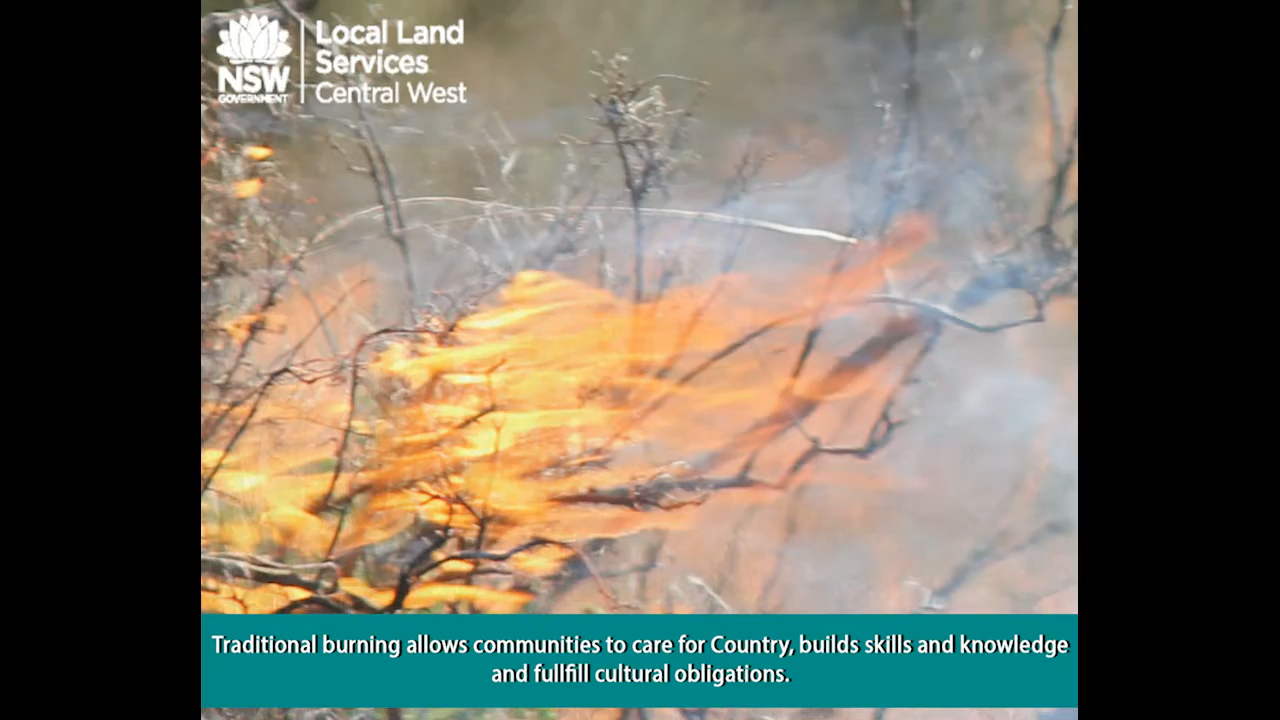 NSW
GOVERNMENT
Local Land
Services
Central West
Traditional burning allows communities to care for Country, builds skills and knowledge
and fullfill cultural obligations.